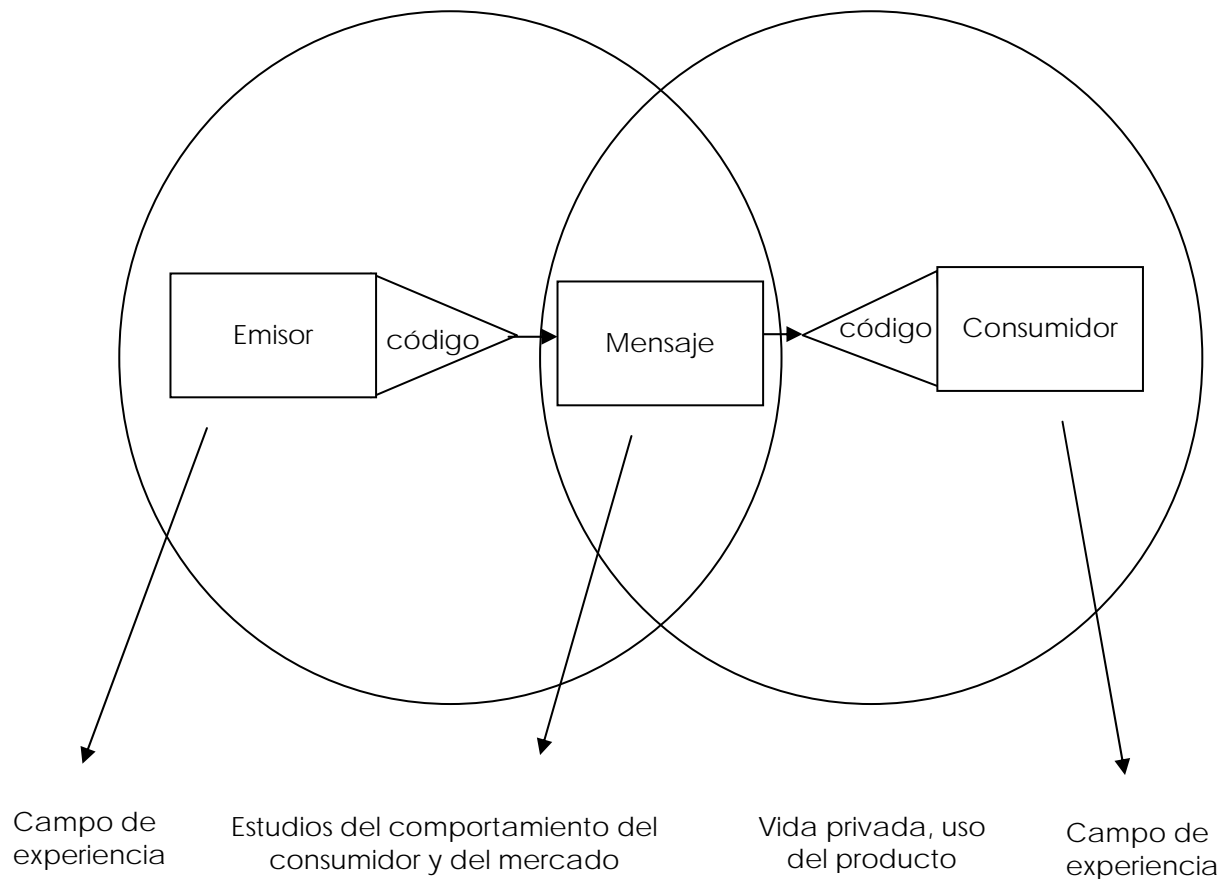 Emisor
código
Mensaje
código
Consumidor
Campo de
experiencia
Estudios del comportamiento del
consumidor y del mercado
Vida privada, uso
del producto
Campo de
experiencia